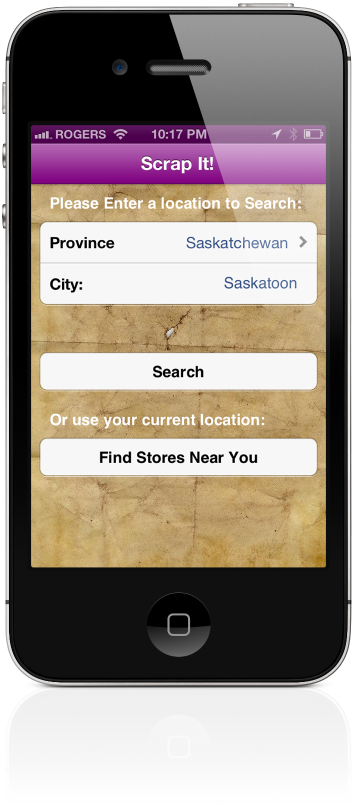 ROGERS 10:17 PM
Scrap It!
Please Enter a location to Search:
Province Saskatchewan
City: Saskatoon
Search
Or use your current location:
Find Stores Near You